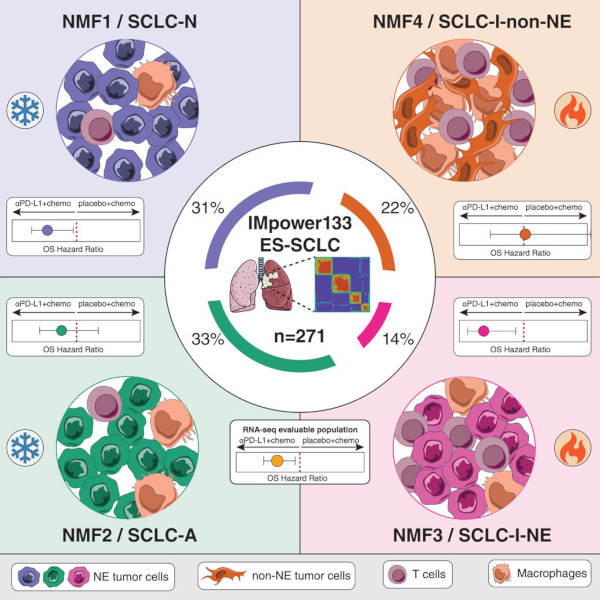 NMF1 / SCLC-N
NMF4 / SCLC-I-non-NE
αPD-L1+chemo placebo+chemo
OS Hazard Ratio
αPD-L1+chemo placebo+chemo
OS Hazard Ratio
31%
22%
IMpower133
ES-SCLC
n=271
33%
14%
αPD-L1+chemo placebo+chemo
OS Hazard Ratio
αPD-L1+chemo placebo+chemo
OS Hazard Ratio
RNA-seq evaluable population
αPD-L1+chemo placebo+chemo
OS Hazard Ratio
NMF2 / SCLC-A
NMF3 / SCLC-I-NE
NE tumor cells
non-NE tumor cells
T cells
Macrophages